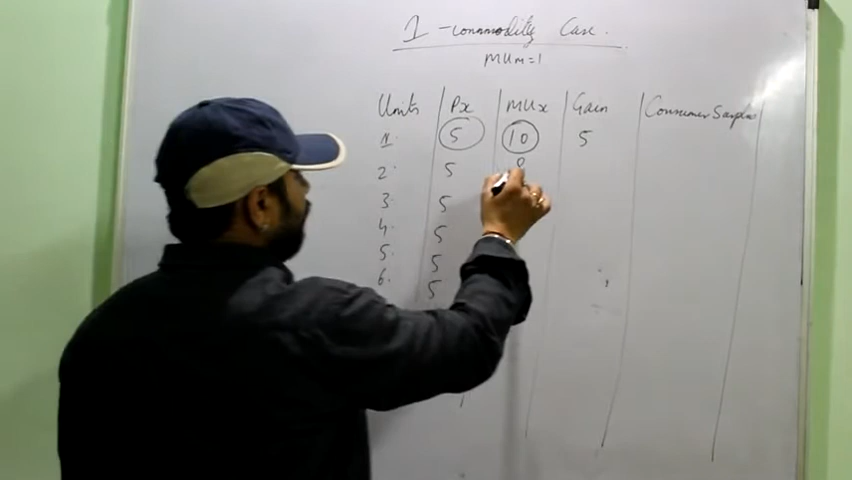 1 - commodity Case.
MUm=1
Units Px MUx Gain Consumer Surplus
1. 5 10 5
2. 5 8
3. 5
4. 5
5. 5
6. 5